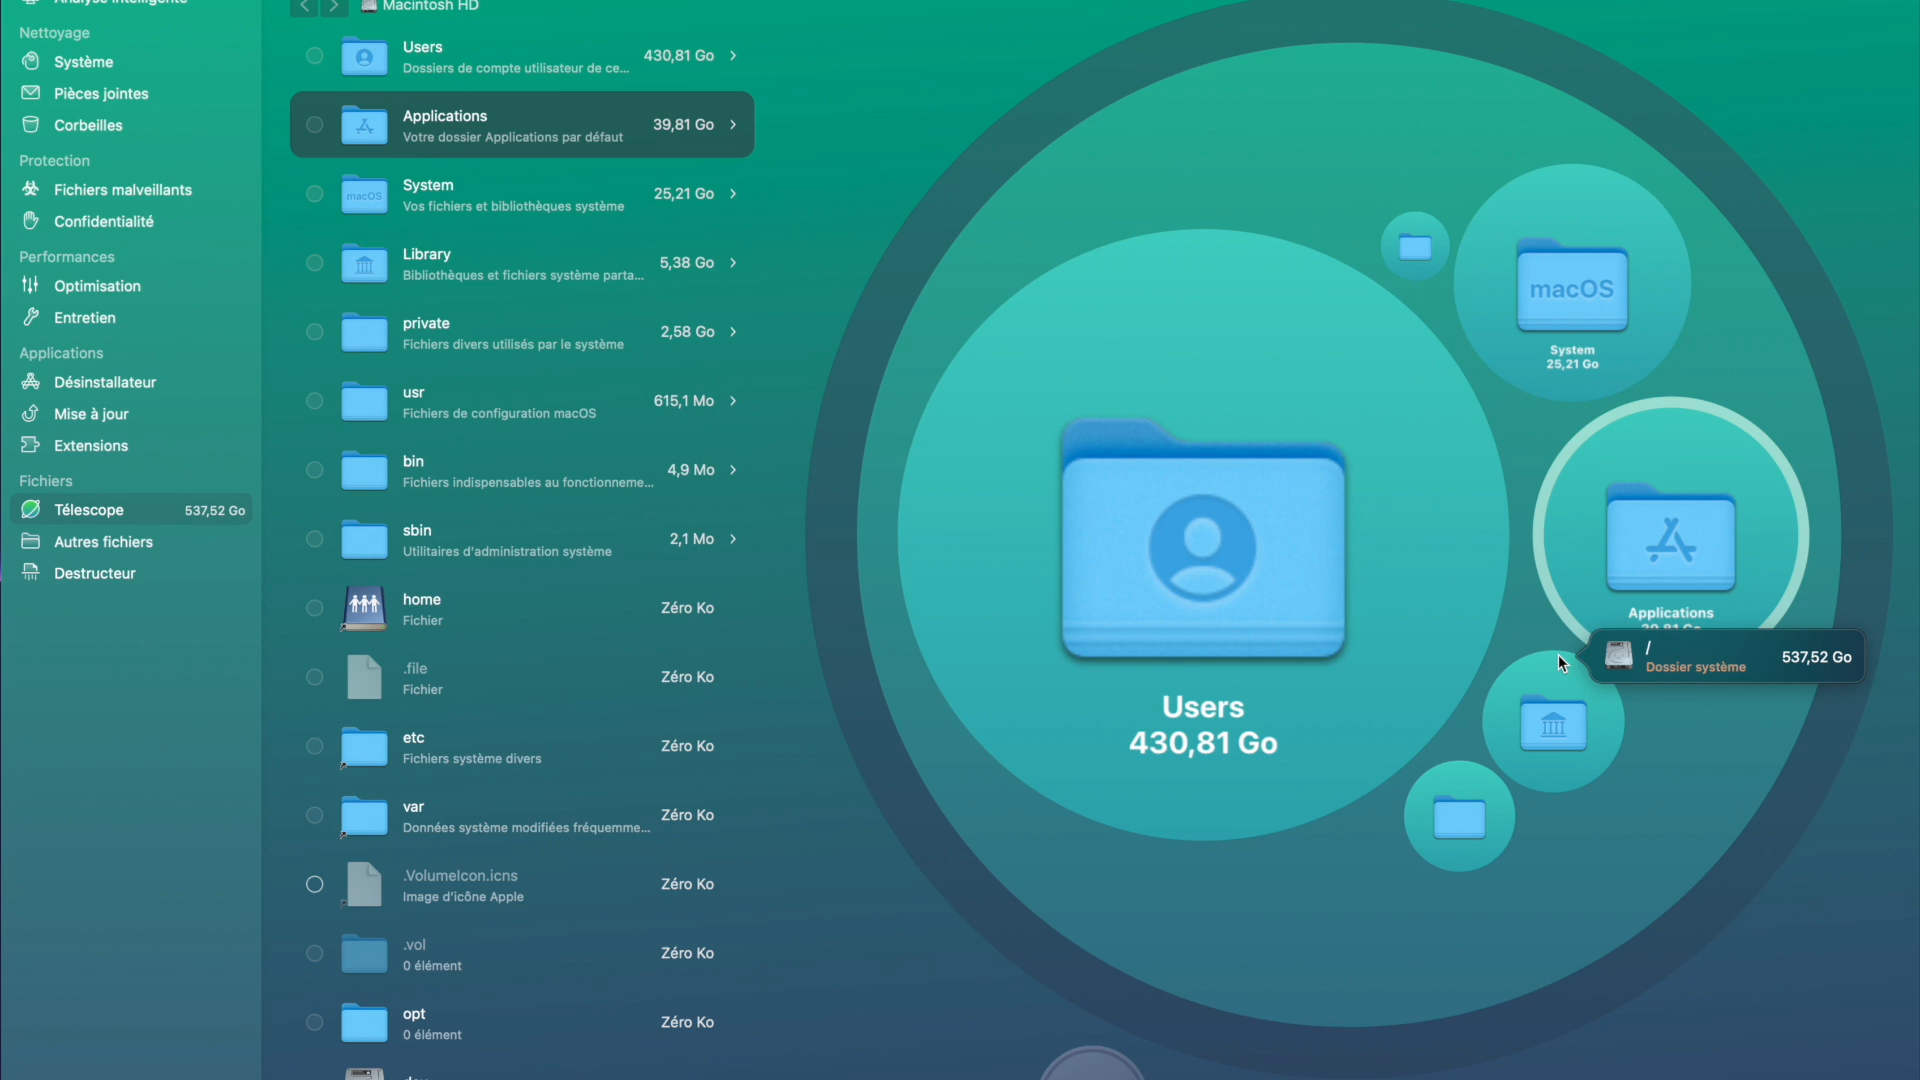 Analyse intelligente
Nettoyage
Système
Pièces jointes
Corbeilles
Protection
Fichiers malveillants
Confidentialité
Performances
Optimisation
Entretien
Applications
Désinstallateur
Mise à jour
Extensions
Fichiers
Télescope 537,52 Go
Autres fichiers
Destructeur
Macintosh HD
Users
Dossiers de compte utilisateur de ce...
430,81 Go
Applications
Votre dossier Applications par défaut
39,81 Go
System
Vos fichiers et bibliothèques système
25,21 Go
macOS
Library
Bibliothèques et fichiers système parta...
5,38 Go
private
Fichiers divers utilisés par le système
2,58 Go
usr
Fichiers de configuration macOS
615,1 Mo
bin
Fichiers indispensables au fonctionneme...
4,9 Mo
sbin
Utilitaires d'administration système
2,1 Mo
home
Fichier
Zéro Ko
.file
Fichier
Zéro Ko
etc
Fichiers système divers
Zéro Ko
var
Données système modifiées fréquemme...
Zéro Ko
.VolumeIcon.icns
Image d'icône Apple
Zéro Ko
.vol
0 élément
Zéro Ko
opt
0 élément
Zéro Ko
macOS
System
25,21 Go
Applications
Users
430,81 Go
/
Dossier système
537,52 Go